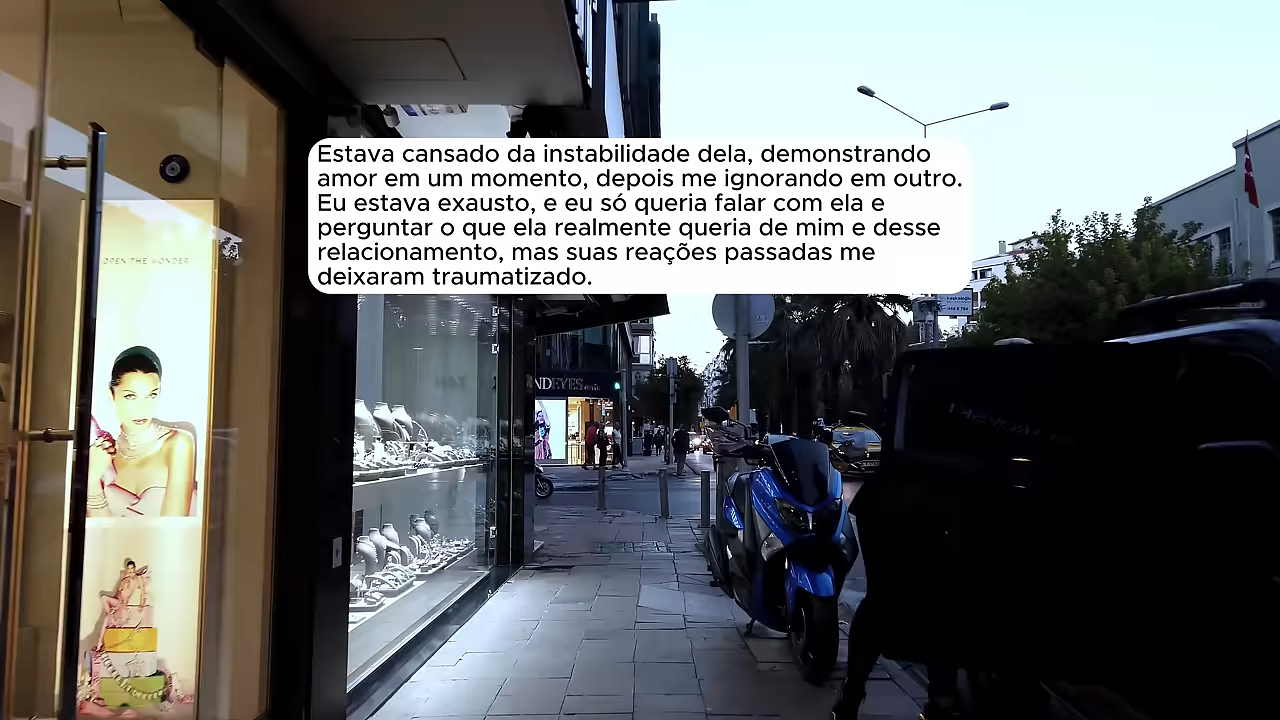 Estava cansado da instabilidade dela, demonstrando
amor em um momento, depois me ignorando em outro.
Eu estava exausto, e eu só queria falar com ela e
perguntar o que ela realmente queria de mim e desse
relacionamento, mas suas reações passadas me
deixaram traumatizado.
OPEN THE WONDER
NDEYES